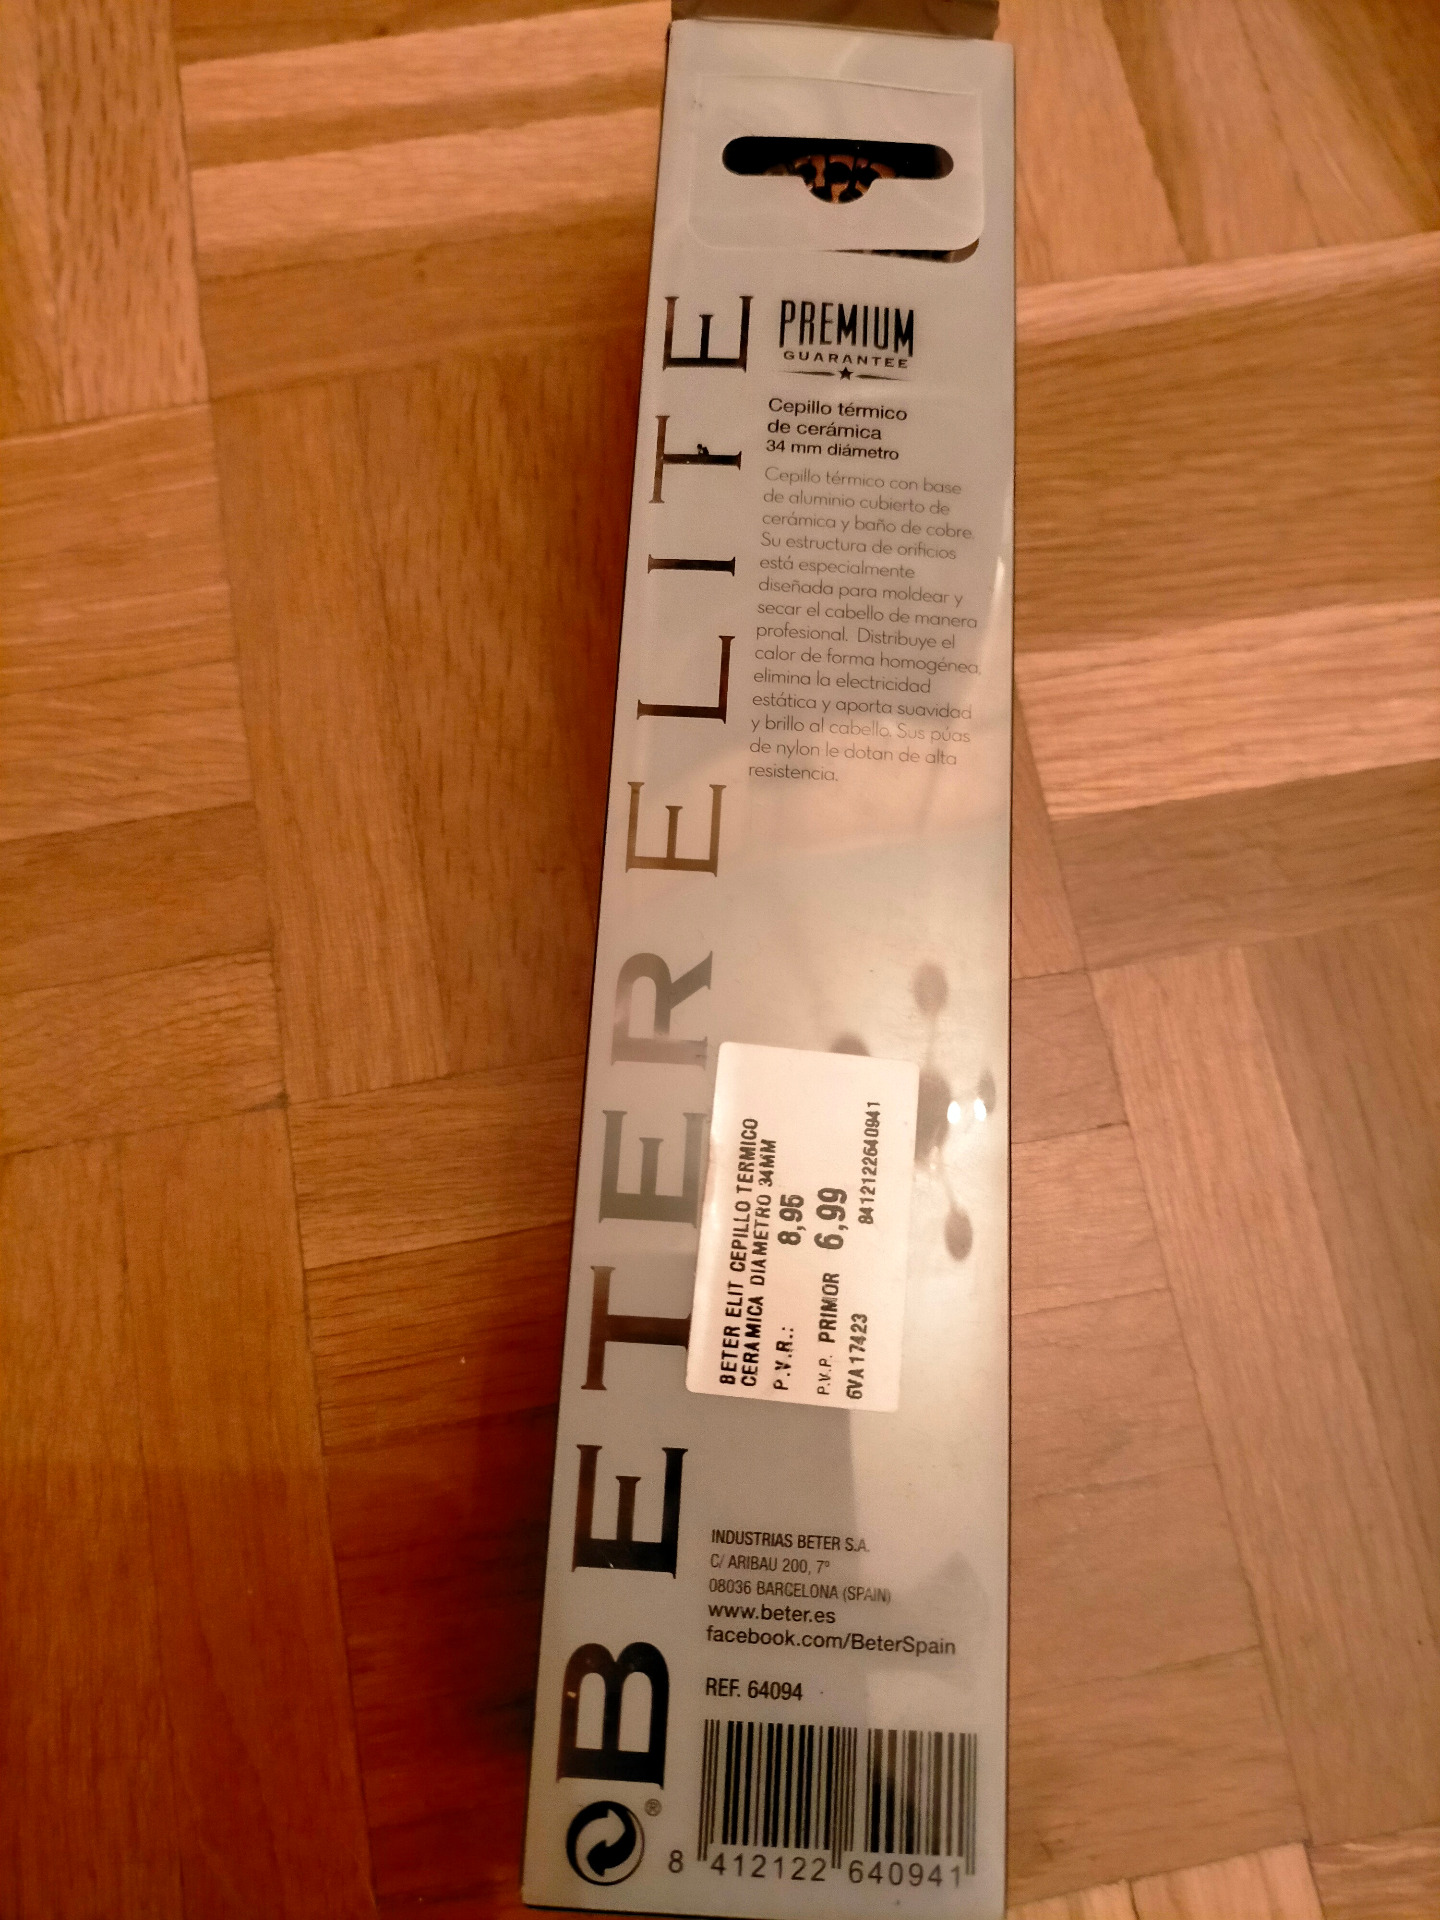 BETER ELITE
PREMIUM
GUARANTEE
Cepillo térmico
de cerámica
34 mm diámetro
Cepillo térmico con base
de aluminio cubierto de
cerámica y baño de cobre.
Su estructura de orificios
está especialmente
diseñada para moldear y
secar el cabello de manera
profesional. Distribuye el
calor de forma homogénea,
elimina la electricidad
estática y aporta suavidad
y brillo al cabello. Sus púas
de nylon le dotan de alta
resistencia.
BETER ELIT CEPILLO TERMICO
CERAMICA DIAMETRO 34MM
P.V.R.: 8,95
P.V.P. PRIMOR 6,99
6VA17423 8412122640941
INDUSTRIAS BETER S.A.
C/ ARIBAU 200, 7º
08036 BARCELONA (SPAIN)
www.beter.es
facebook.com/BeterSpain
REF. 64094
®
8 412122 640941